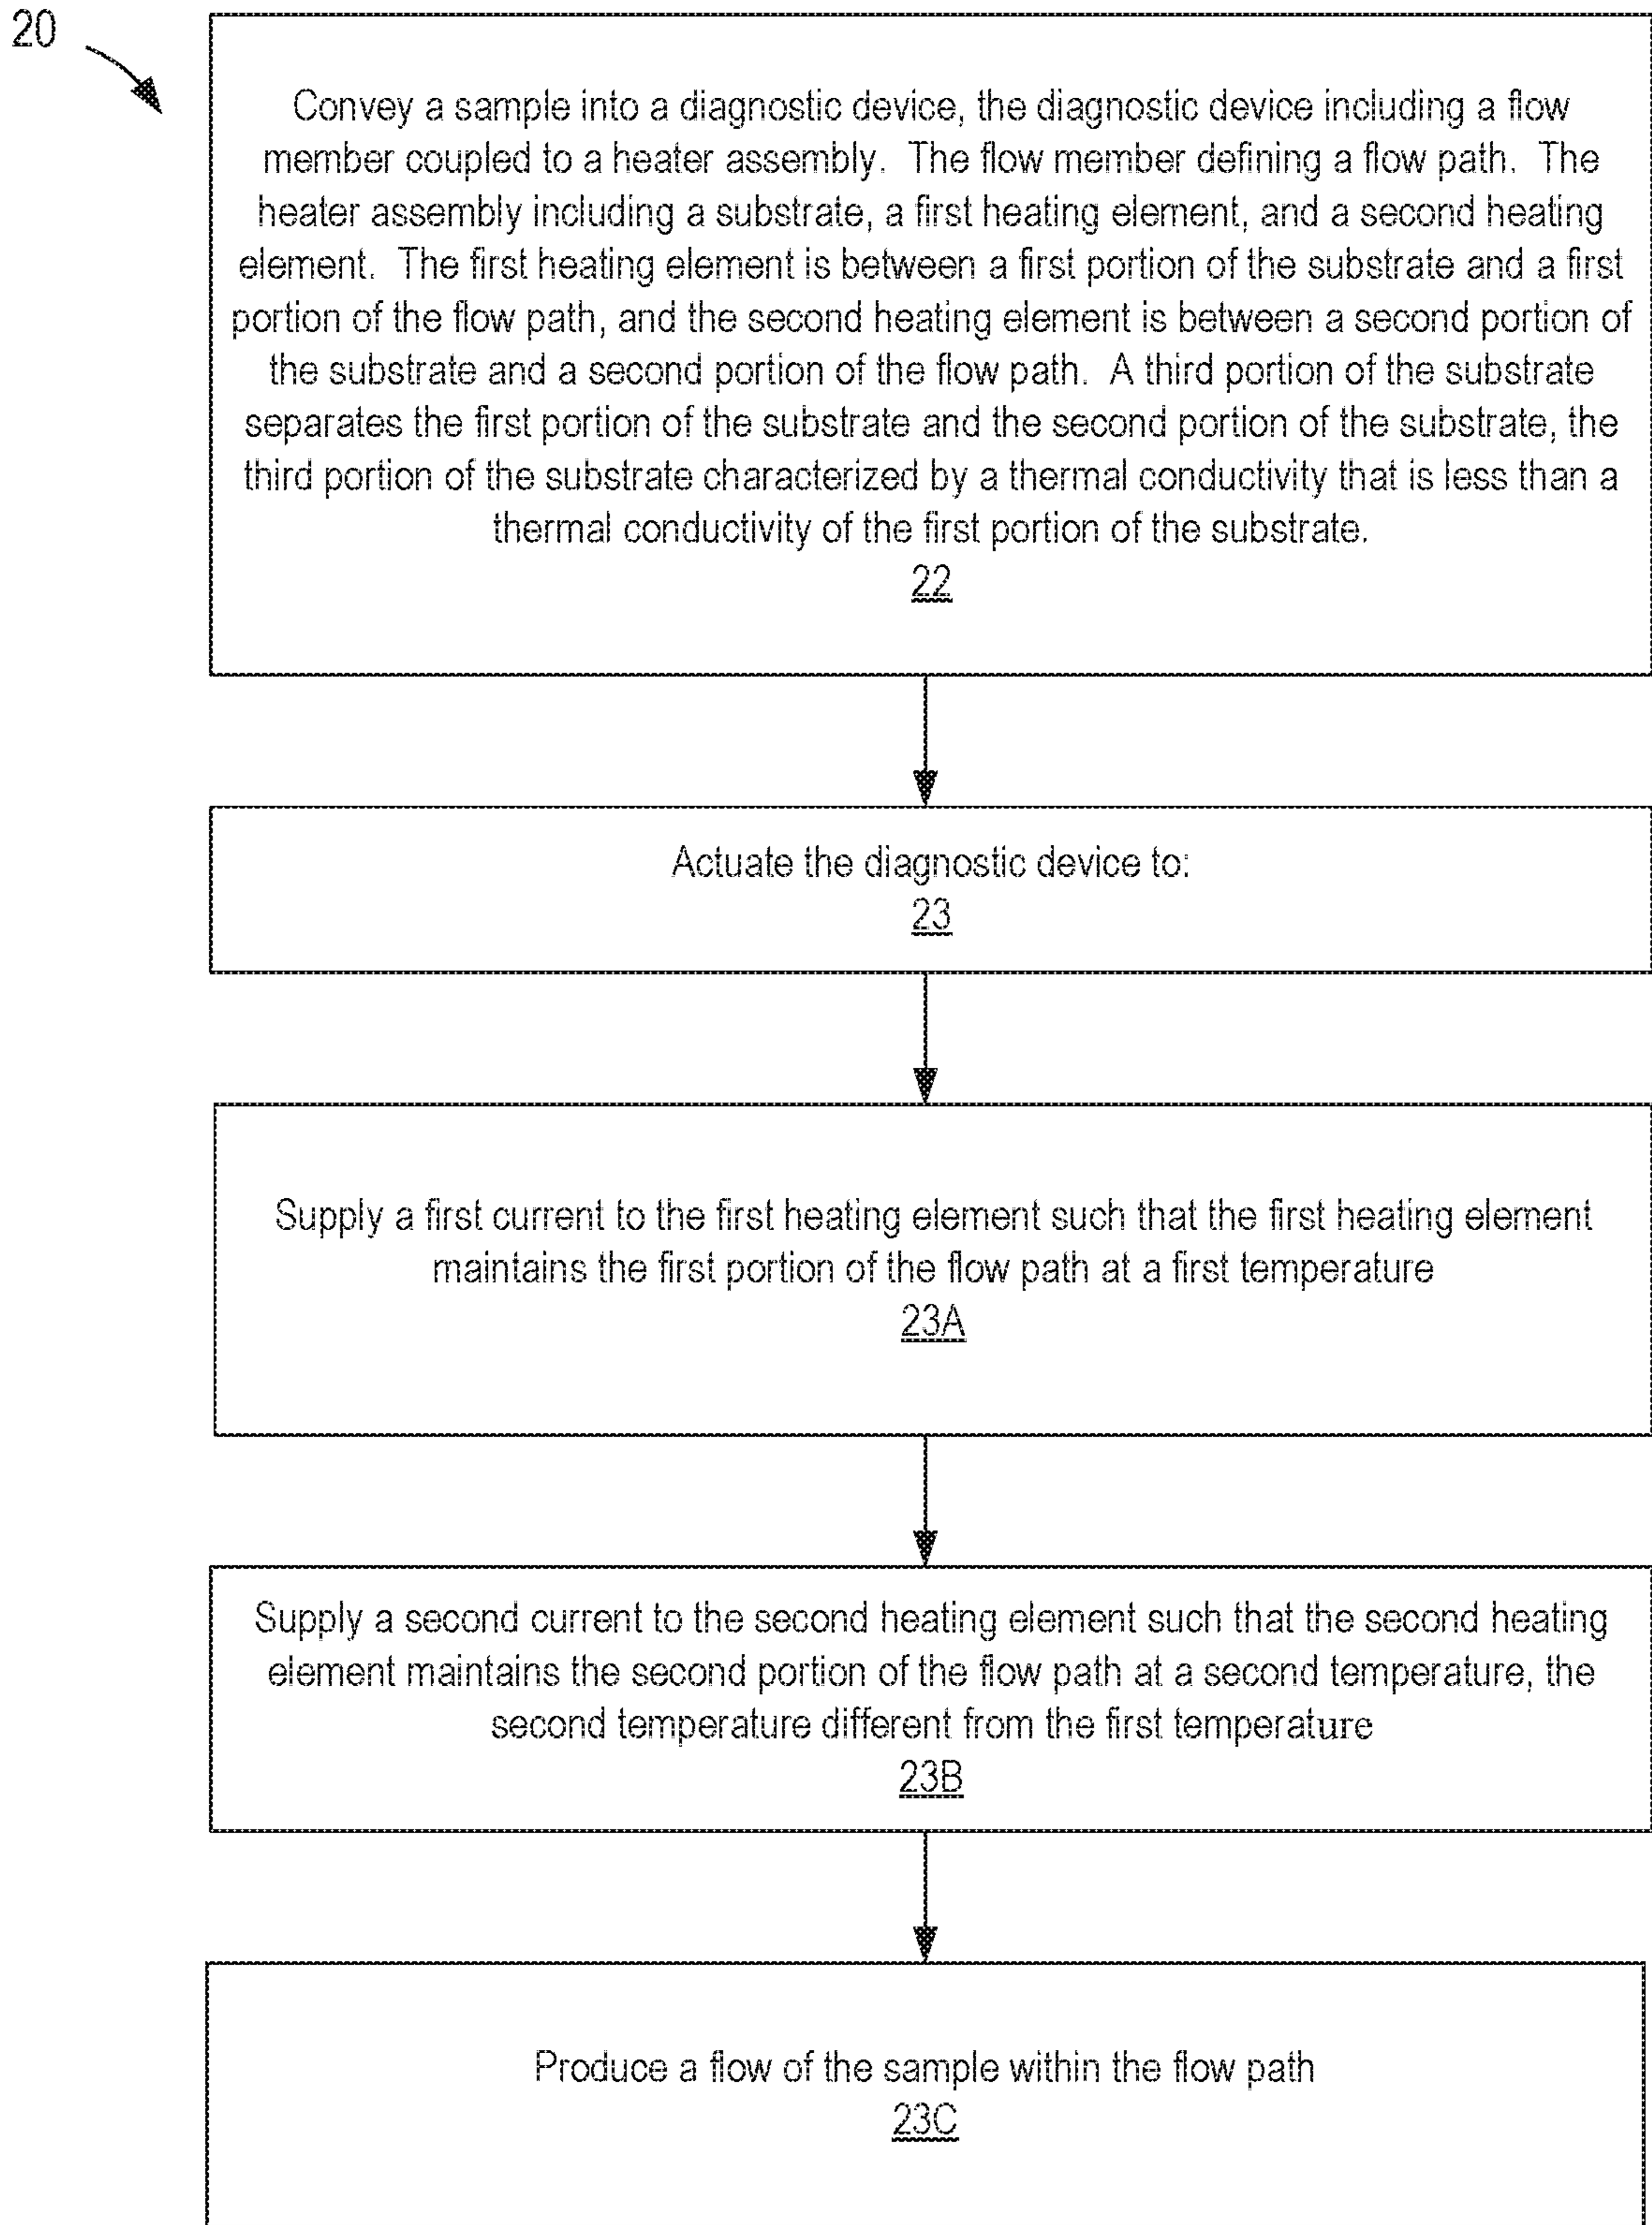 20
Convey a sample into a diagnostic device, the diagnostic device including a flow
member coupled to a heater assembly. The flow member defining a flow path. The
heater assembly including a substrate, a first heating element, and a second heating
element. The first heating element is between a first portion of the substrate and a first
portion of the flow path, and the second heating element is between a second portion of
the substrate and a second portion of the flow path. A third portion of the substrate
separates the first portion of the substrate and the second portion of the substrate, the
third portion of the substrate characterized by a thermal conductivity that is less than a
thermal conductivity of the first portion of the substrate.
22
Actuate the diagnostic device to:
23
Supply a first current to the first heating element such that the first heating element
maintains the first portion of the flow path at a first temperature
23A
Supply a second current to the second heating element such that the second heating
element maintains the second portion of the flow path at a second temperature, the
second temperature different from the first temperature
23B
Produce a flow of the sample within the flow path
23C